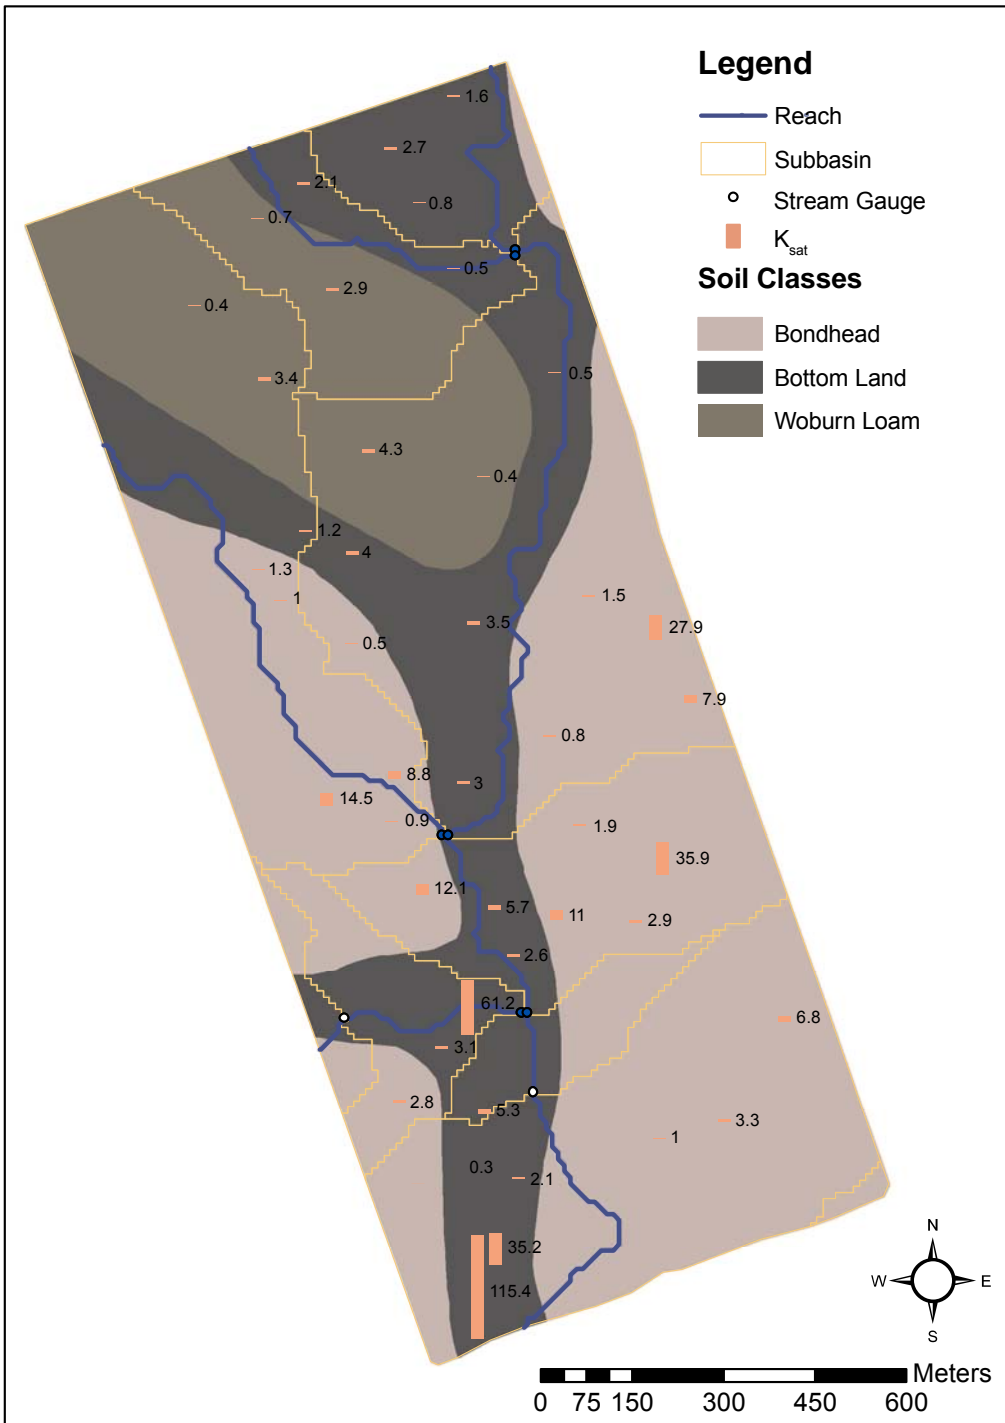 Legend
Reach
Subbasin
Stream Gauge
Ksat
Soil Classes
Bondhead
Bottom Land
Woburn Loam
1.6
2.7
2.1
0.8
0.7
0.5
2.9
0.4
0.5
3.4
4.3
0.4
1.2
4
1.3
1
1.5
3.5
27.9
0.5
7.9
0.8
8.8
3
14.5
0.9
1.9
35.9
12.1
5.7
11
2.9
2.6
61.2
6.8
3.1
2.8
5.3
3.3
1
0.3
2.1
35.2
115.4
N
W
E
S
Meters
0 75 150 300 450 600